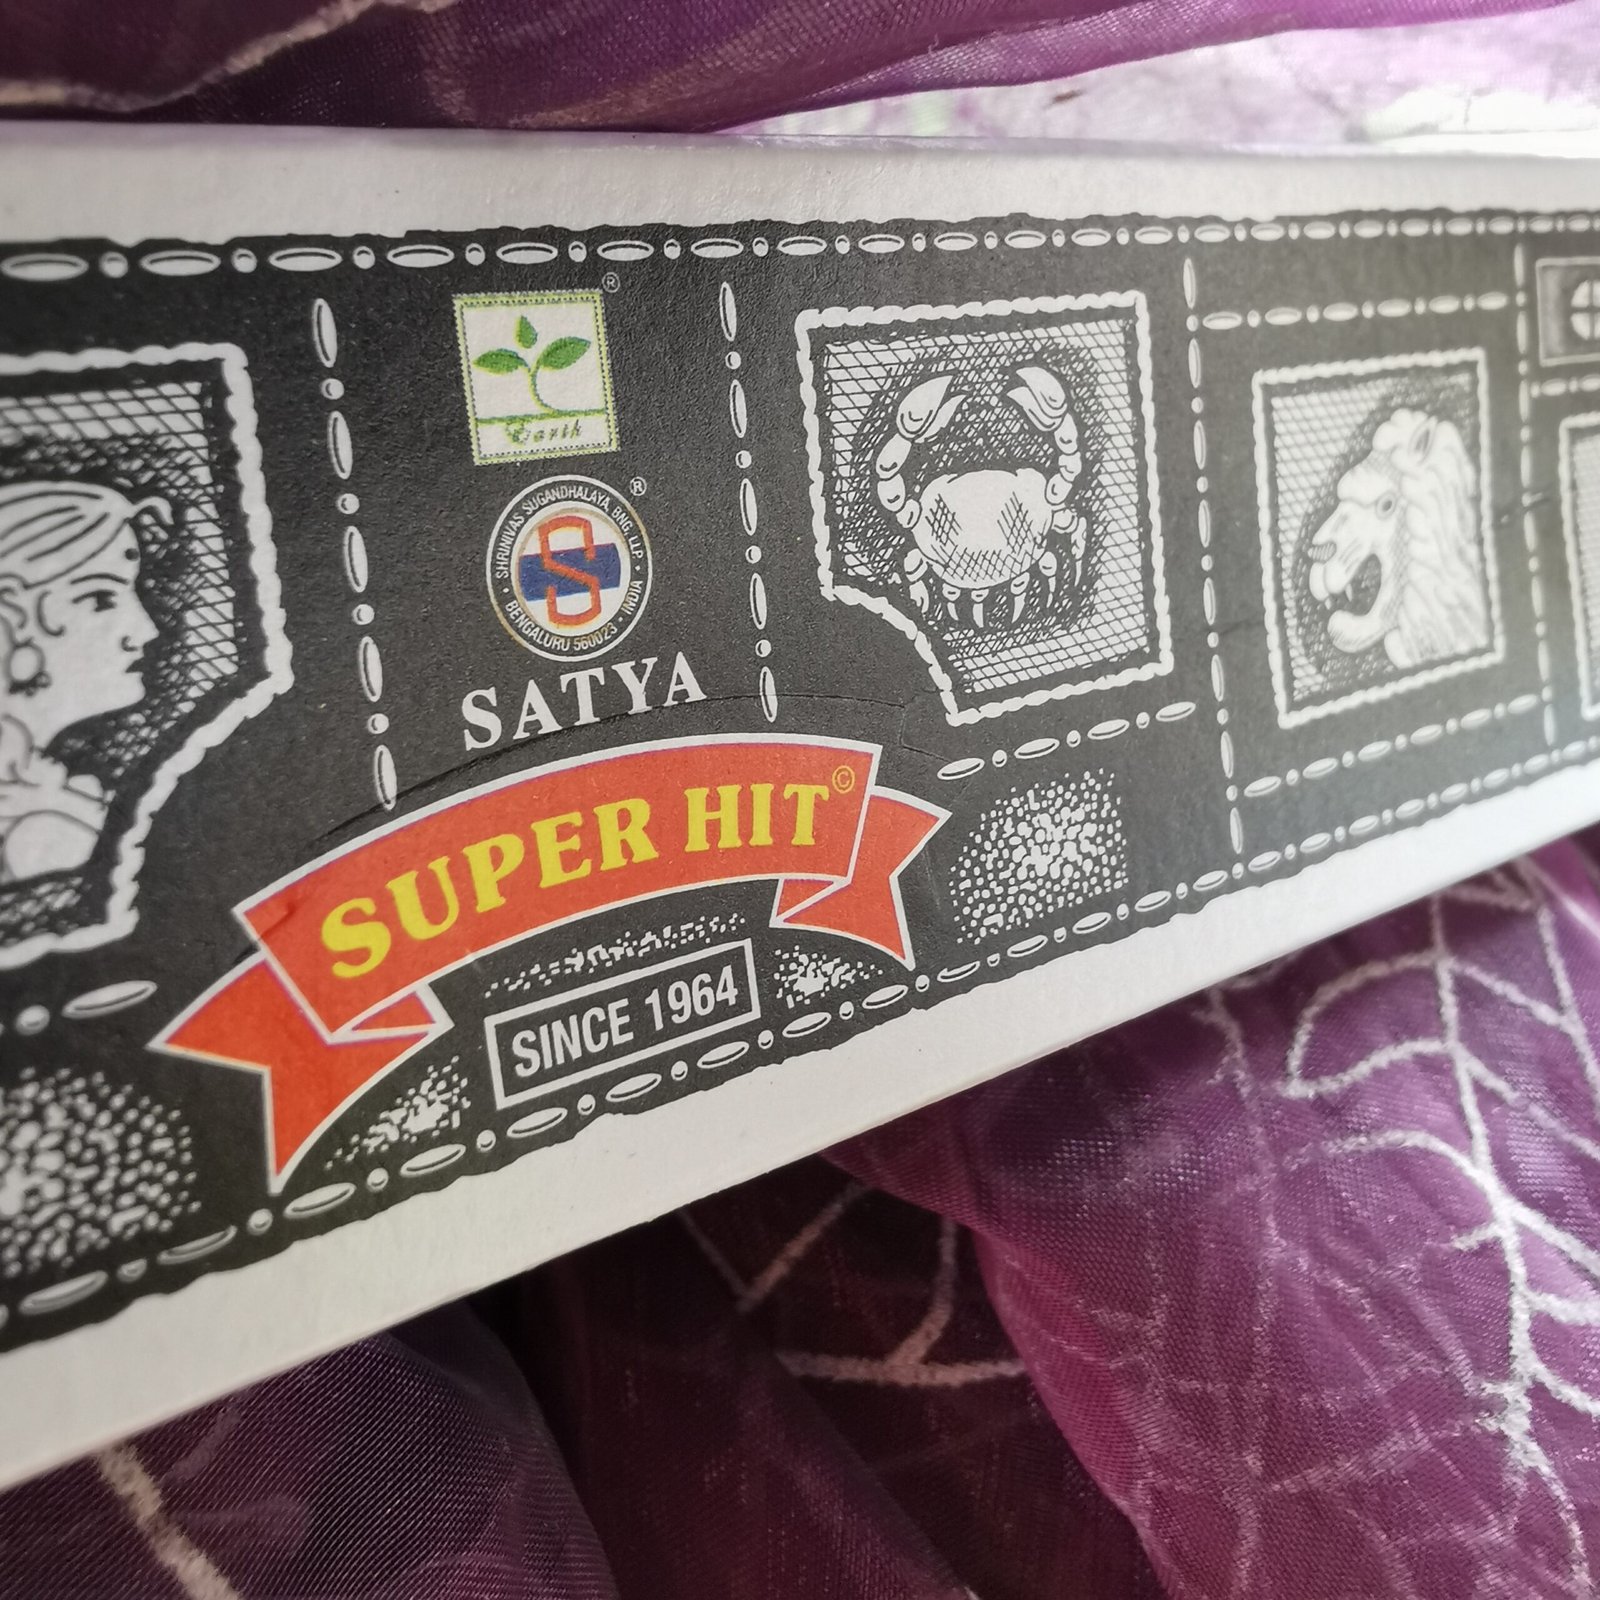 ®
Earth
®
SHRINIVAS SUGANDHALAYA BNG LLP
• BENGALURU 560023 • INDIA
S
SATYA
SUPER HIT©
SINCE 1964